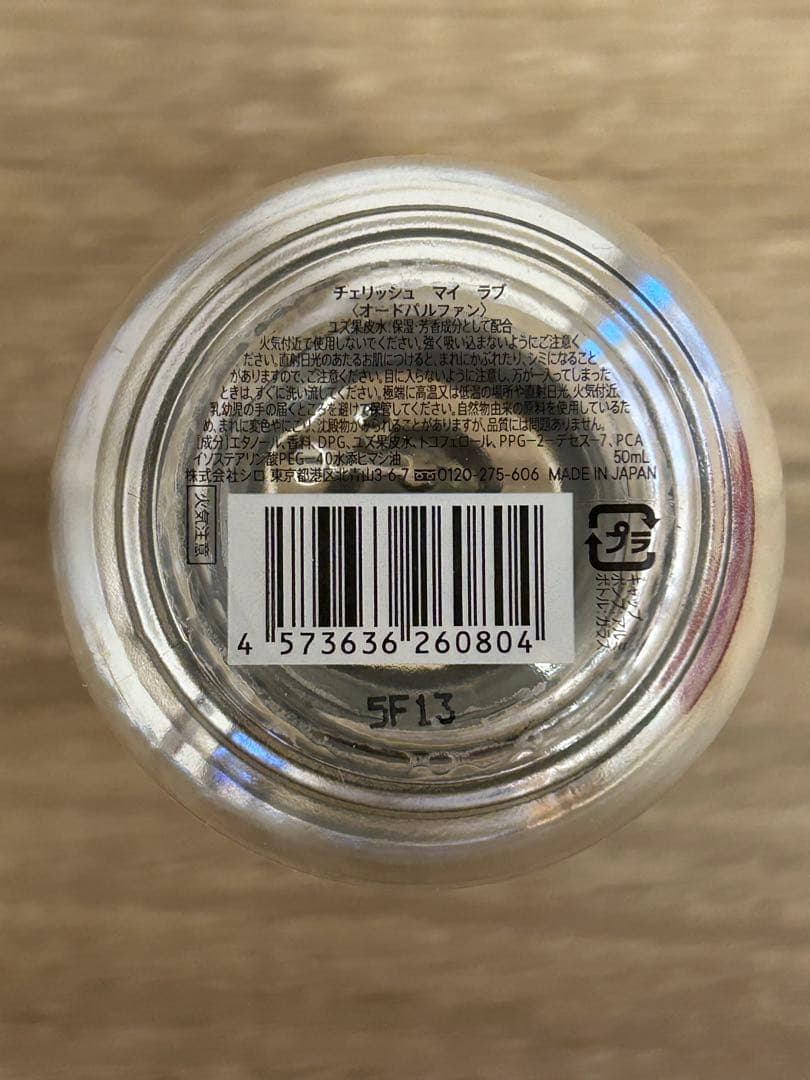 チェリッシュ マイ ラブ
〈オードパルファン〉
ユズ果皮水:保湿・芳香成分として配合
火気付近で使用しないでください。強く吸い込まないようにご注意く
ださい。直射日光のあたるお肌につけると、まれにかぶれたり、シミになること
がありますので、ご注意ください。目に入らないように注意し、万が一入ってしまった
ときは、すぐに洗い流してください。極端に高温又は低温の場所や直射日光、火気付近、
乳幼児の手の届くところを避けて保管してください。自然物由来の原料を使用しているた
め、まれに変色やにごり、沈殿物がみられることがありますが、品質には問題ありません。
[成分]エタノール、香料、DPG、ユズ果皮水、トコフェロール、PPG-2-デセス-7、PCA
イソステアリン酸PEG-40水添ヒマシ油 50mL
株式会社シロ 東京都港区北青山3-6-7 0120-275-606 MADE IN JAPAN
火気注意
プラ
キャップ
ポンプ:アルミ
ボトル:ガラス
4 573636 260804
5F13